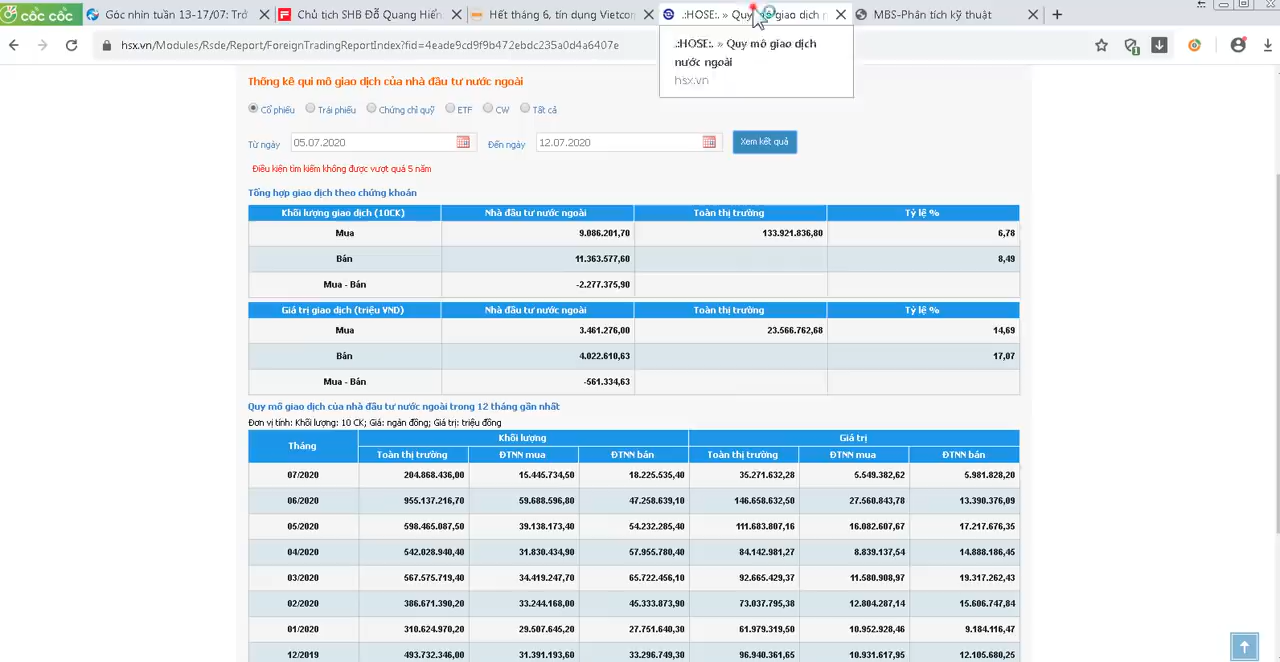 cốc cốc
Góc nhìn tuần 13-17/07: Trở
Chủ tịch SHB Đỗ Quang Hiển
Hết tháng 6, tín dụng Vietcom
.:HOSE:. » Quy mô giao dịch
MBS-Phân tích kỹ thuật
hsx.vn/Modules/Rsde/Report/ForeignTradingReportIndex?fid=4eade9cd9f9b472ebdc235a0d4a6407e
.:HOSE:. » Quy mô giao dịch
nước ngoài
hsx.vn
Thống kê qui mô giao dịch của nhà đầu tư nước ngoài
Cổ phiếu Trái phiếu Chứng chỉ quỹ ETF CW Tất cả
Từ ngày 05.07.2020 Đến ngày 12.07.2020 Xem kết quả
Điều kiện tìm kiếm không được vượt quá 5 năm
Tổng hợp giao dịch theo chứng khoán
Khối lượng giao dịch (10CK) Nhà đầu tư nước ngoài Toàn thị trường Tỷ lệ %
Mua 9.086.201,70 133.921.836,80 6,78
Bán 11.363.577,60 8,49
Mua - Bán -2.277.375,90
Giá trị giao dịch (triệu VND) Nhà đầu tư nước ngoài Toàn thị trường Tỷ lệ %
Mua 3.461.276,00 23.566.762,68 14,69
Bán 4.022.610,63 17,07
Mua - Bán -561.334,63
Quy mô giao dịch của nhà đầu tư nước ngoài trong 12 tháng gần nhất
Đơn vị tính: Khối lượng: 10 CK; Giá: ngàn đồng; Giá trị: triệu đồng
Tháng Khối lượng Giá trị
Toàn thị trường ĐTNN mua ĐTNN bán Toàn thị trường ĐTNN mua ĐTNN bán
07/2020 204.868.436,00 15.445.734,50 18.225.535,40 35.271.632,28 5.549.382,62 5.981.828,20
06/2020 955.137.216,70 59.688.596,80 47.258.639,10 146.658.632,50 27.560.843,78 13.390.376,09
05/2020 598.465.087,50 39.138.173,40 54.232.285,40 111.683.807,16 16.082.607,67 17.217.676,35
04/2020 542.028.940,40 31.830.434,90 57.955.780,40 84.142.981,27 8.839.137,54 14.888.186,45
03/2020 567.575.719,40 34.419.247,70 65.722.456,10 92.665.429,37 11.580.908,97 19.317.262,43
02/2020 386.671.390,20 33.244.168,00 45.333.873,90 73.037.795,38 12.804.287,14 15.606.747,84
01/2020 310.624.970,20 29.507.645,20 27.751.640,30 61.979.319,50 10.952.928,46 9.184.116,47
12/2019 493.732.346,00 31.391.193,60 33.296.749,30 96.940.361,65 10.931.617,95 12.105.680,25